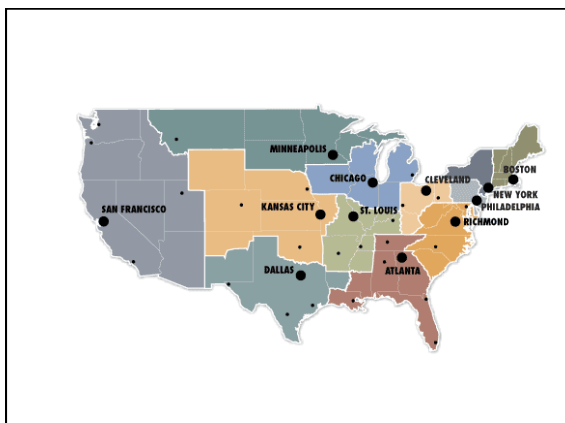 MINNEAPOLIS
CHICAGO
CLEVELAND
BOSTON
NEW YORK
PHILADELPHIA
SAN FRANCISCO
KANSAS CITY
ST. LOUIS
RICHMOND
DALLAS
ATLANTA